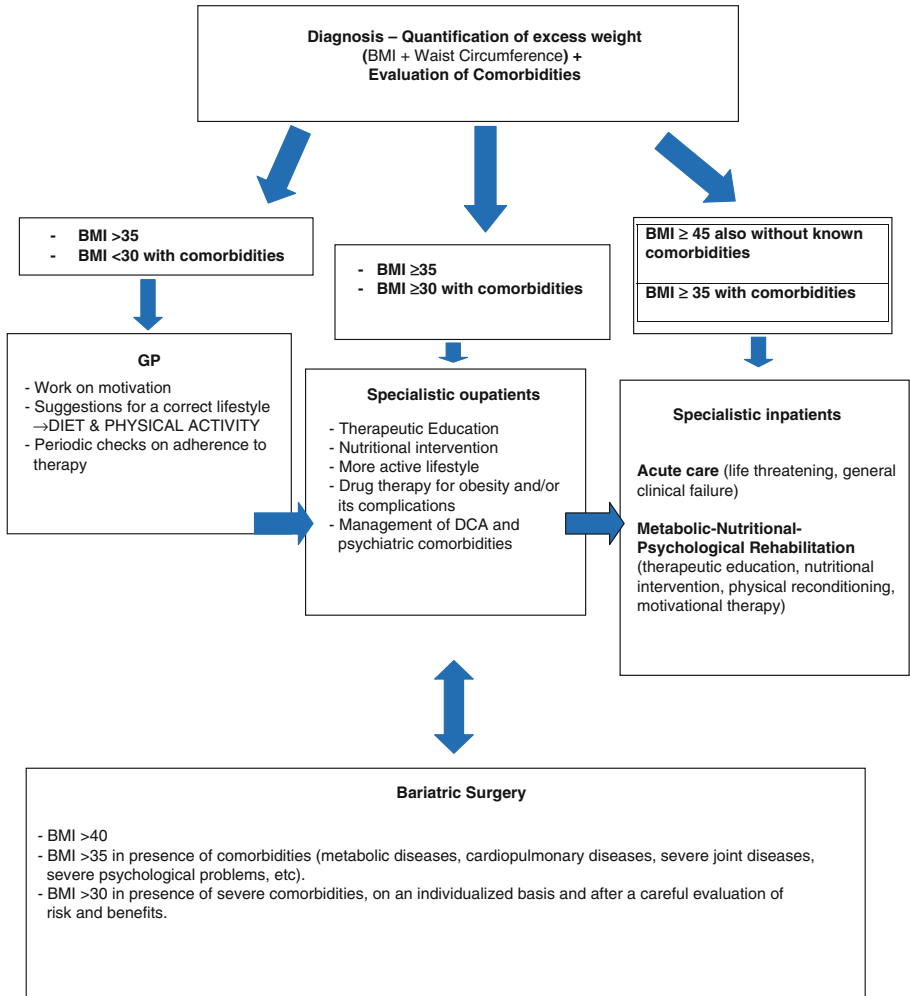 Diagnosis – Quantification of excess weight
(BMI + Waist Circumference) +
Evaluation of Comorbidities
- BMI >35
- BMI <30 with comorbidities
- BMI ≥35
- BMI ≥30 with comorbidities
BMI ≥ 45 also without known
comorbidities
BMI ≥ 35 with comorbidities
GP
- Work on motivation
- Suggestions for a correct lifestyle
→DIET & PHYSICAL ACTIVITY
- Periodic checks on adherence to
therapy
Specialistic oupatients
- Therapeutic Education
- Nutritional intervention
- More active lifestyle
- Drug therapy for obesity and/or
its complications
- Management of DCA and
psychiatric comorbidities
Specialistic inpatients
Acute care (life threatening, general
clinical failure)
Metabolic-Nutritional-
Psychological Rehabilitation
(therapeutic education, nutritional
intervention, physical reconditioning,
motivational therapy)
Bariatric Surgery
- BMI >40
- BMI >35 in presence of comorbidities (metabolic diseases, cardiopulmonary diseases, severe joint diseases,
severe psychological problems, etc).
- BMI >30 in presence of severe comorbidities, on an individualized basis and after a careful evaluation of
risk and benefits.